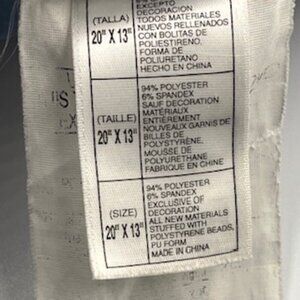 EXCEPTO
DECORACION
(TALLA)
20" X 13"
TODOS MATERIALES
NUEVOS RELLENADOS
CON BOLITAS DE
POLIESTIRENO,
FORMA DE
POLIURETANO
HECHO EN CHINA
(TAILLE)
20" X 13"
94% POLYESTER
6% SPANDEX
SAUF DECORATION
MATÉRIAUX
ENTIÈREMENT
NOUVEAUX GARNIS DE
BILLES DE
POLYSTYRÈNE,
MOUSSE DE
POLYURETHANE
FABRIQUE EN CHINE
(SIZE)
20" X 13"
94% POLYESTER
6% SPANDEX
EXCLUSIVE OF
DECORATION
ALL NEW MATERIALS
STUFFED WITH
POLYSTYRENE BEADS,
PU FORM
MADE IN CHINA